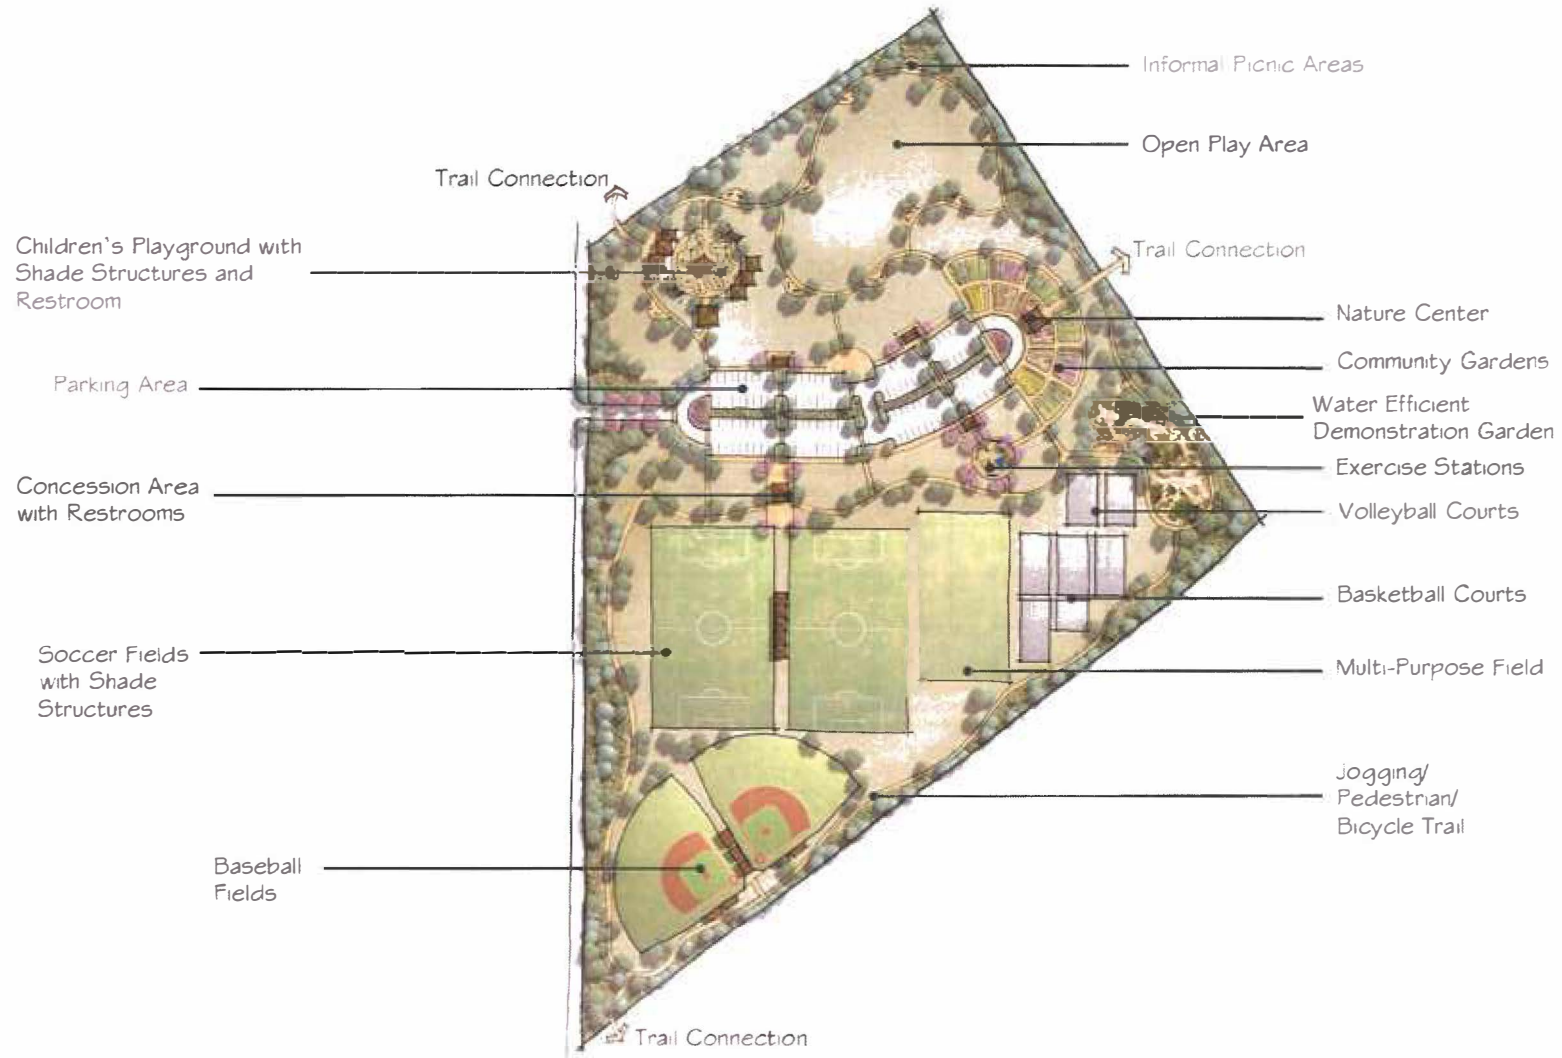 Informal Picnic Areas
Open Play Area
Trail Connection
Children's Playground with
Shade Structures and
Restroom
Trail Connection
Nature Center
Community Gardens
Parking Area
Water Efficient
Demonstration Garden
Exercise Stations
Concession Area
with Restrooms
Volleyball Courts
Basketball Courts
Soccer Fields
with Shade
Structures
Multi-Purpose Field
Jogging/
Pedestrian/
Bicycle Trail
Baseball
Fields
Trail Connection